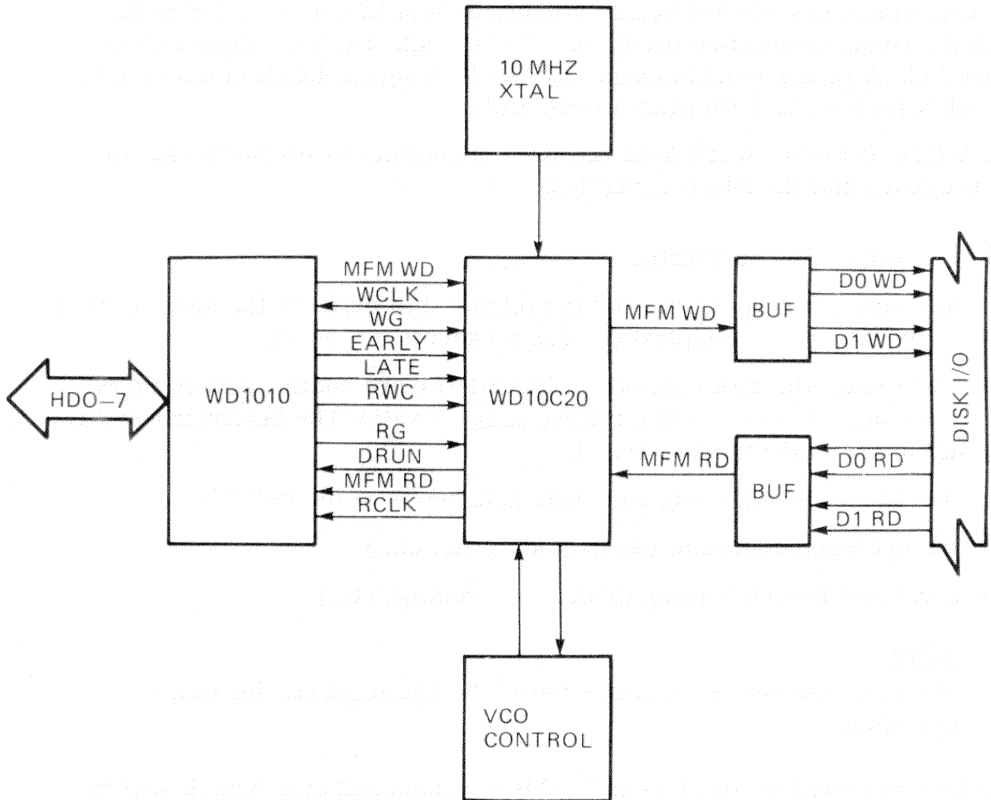 10 MHZ
XTAL
HDO–7
WD1010
MFM WD
WCLK
WG
EARLY
LATE
RWC
RG
DRUN
MFM RD
RCLK
WD10C20
MFM WD
MFM RD
BUF
BUF
D0 WD
D1 WD
D0 RD
D1 RD
DISK I/O
VCO
CONTROL